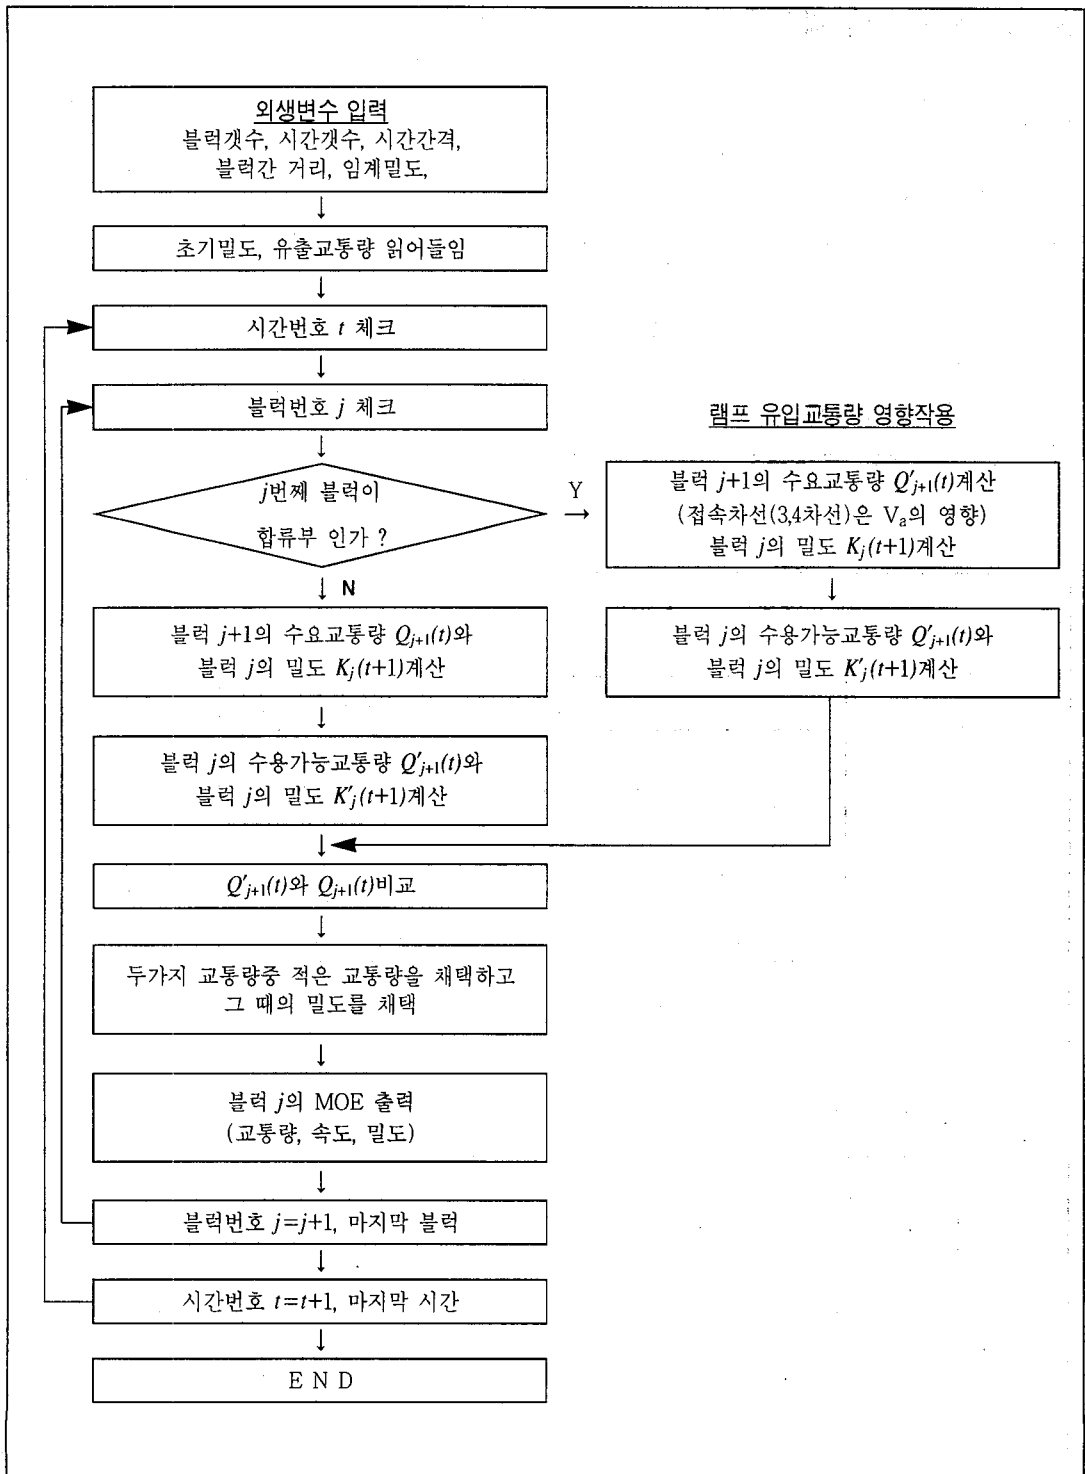 외생변수 입력
블럭갯수, 시간갯수, 시간간격,
블럭간 거리, 임계밀도,
초기밀도, 유출교통량 읽어들임
시간번호 t 체크
블럭번호 j 체크
j번째 블럭이
합류부 인가 ?
Y
N
램프 유입교통량 영향작용
블럭 j+1의 수요교통량 Q′j+1(t)계산
(접속차선(3,4차선)은 Va의 영향)
블럭 j의 밀도 Kj(t+1)계산
블럭 j의 수용가능교통량 Q′j+1(t)와
블럭 j의 밀도 K′j(t+1)계산
블럭 j+1의 수요교통량 Qj+1(t)와
블럭 j의 밀도 Kj(t+1)계산
블럭 j의 수용가능교통량 Q′j+1(t)와
블럭 j의 밀도 K′j(t+1)계산
Q′j+1(t)와 Qj+1(t)비교
두가지 교통량중 적은 교통량을 채택하고
그 때의 밀도를 채택
블럭 j의 MOE 출력
(교통량, 속도, 밀도)
블럭번호 j=j+1, 마지막 블럭
시간번호 t=t+1, 마지막 시간
E N D